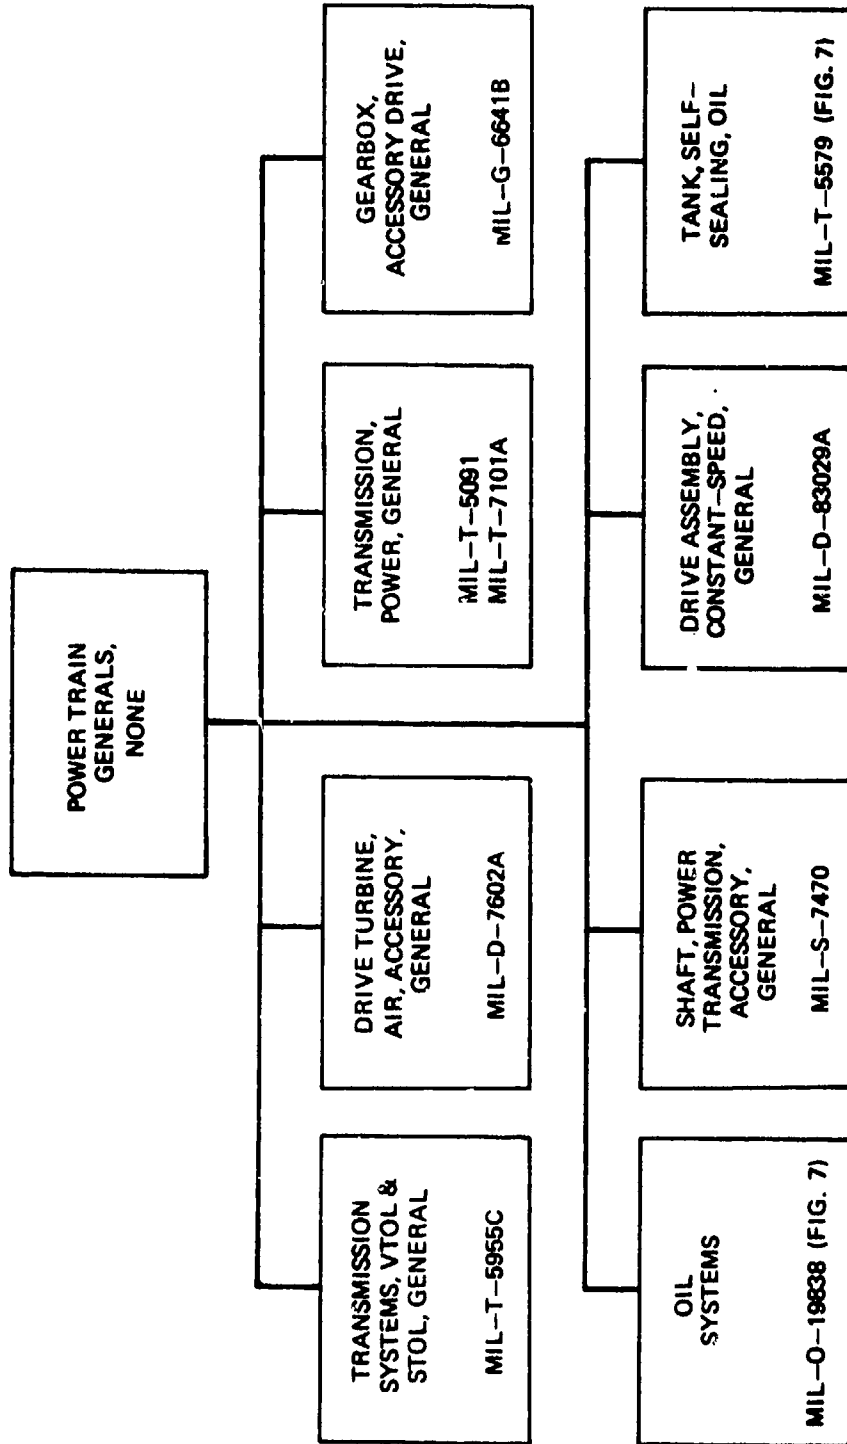 POWER TRAIN
GENERALS,
NONE
TRANSMISSION
SYSTEMS, VTOL &
STOL, GENERAL
MIL-T-5955C
DRIVE TURBINE,
AIR, ACCESSORY,
GENERAL
MIL-D-7602A
TRANSMISSION,
POWER, GENERAL
MIL-T-5091
MIL-T-7101A
GEARBOX,
ACCESSORY DRIVE,
GENERAL
MIL-G-6641B
OIL
SYSTEMS
MIL-O-19838 (FIG. 7)
SHAFT, POWER
TRANSMISSION,
ACCESSORY,
GENERAL
MIL-S-7470
DRIVE ASSEMBLY,
CONSTANT-SPEED,
GENERAL
MIL-D-83029A
TANK, SELF-
SEALING, OIL
MIL-T-5579 (FIG. 7)